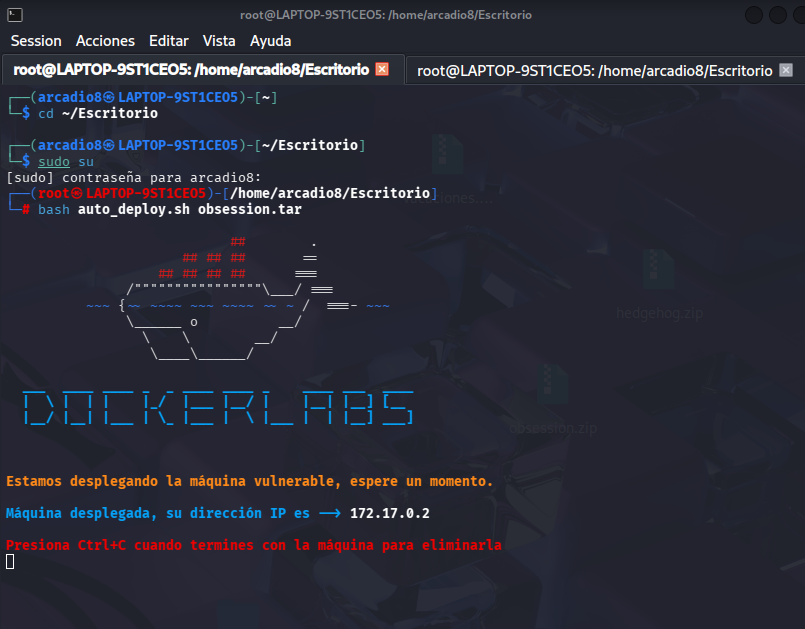 root@LAPTOP-9ST1CEO5: /home/arcadio8/Escritorio
Session Acciones Editar Vista Ayuda
root@LAPTOP-9ST1CEO5: /home/arcadio8/Escritorio root@LAPTOP-9ST1CEO5: /home/arcadio8/Escritorio
┌──(arcadio8㉿LAPTOP-9ST1CEO5)-[~]
└─$ cd ~/Escritorio
┌──(arcadio8㉿LAPTOP-9ST1CEO5)-[~/Escritorio]
└─$ sudo su
[sudo] contraseña para arcadio8:
┌──(root㉿LAPTOP-9ST1CEO5)-[/home/arcadio8/Escritorio]
└─# bash auto_deploy.sh obsession.tar
DOCKERLABS
Estamos desplegando la máquina vulnerable, espere un momento.
Máquina desplegada, su dirección IP es --> 172.17.0.2
Presiona Ctrl+C cuando termines con la máquina para eliminarla
hedgehog.zip
obsession.zip